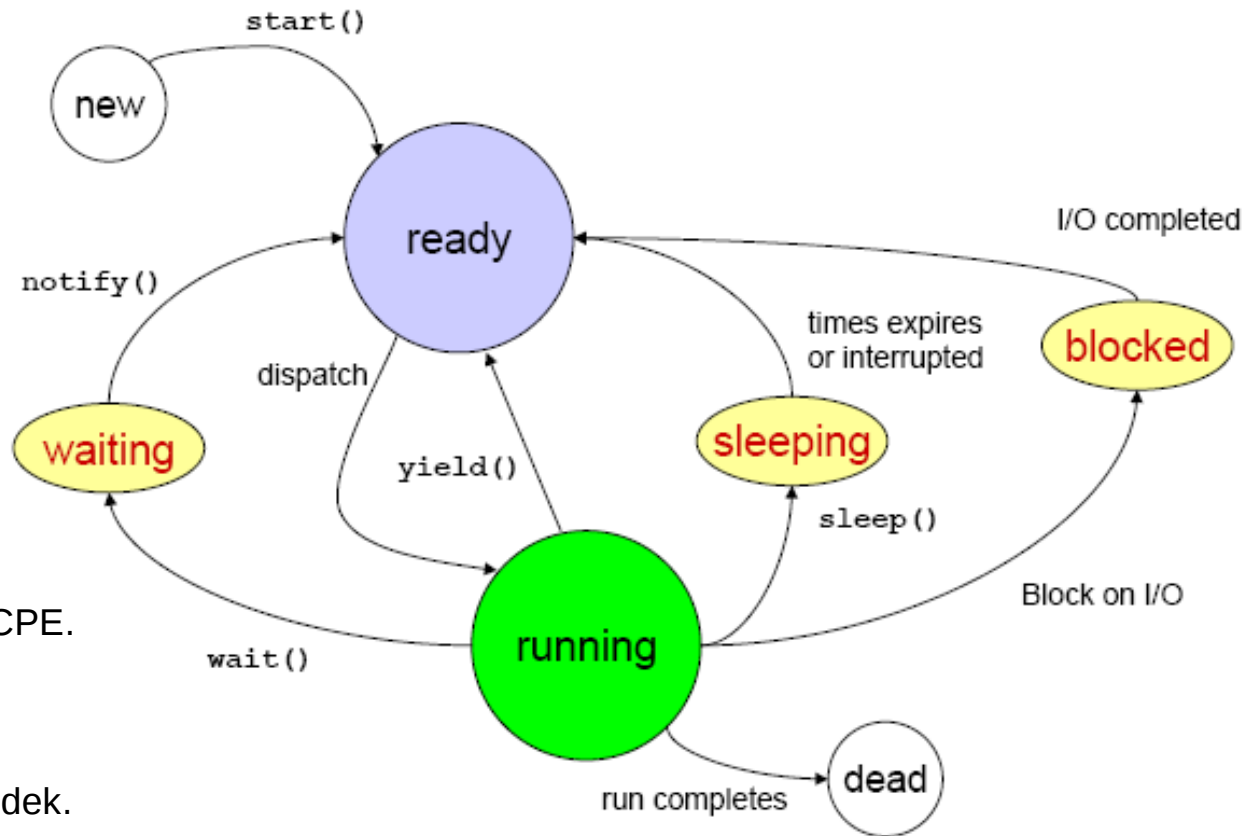 start()
new
ready
I/O completed
notify()
times expires
or interrupted
blocked
dispatch
waiting
sleeping
yield()
sleep()
Block on I/O
CPE.
running
wait()
dead
run completes
dek.